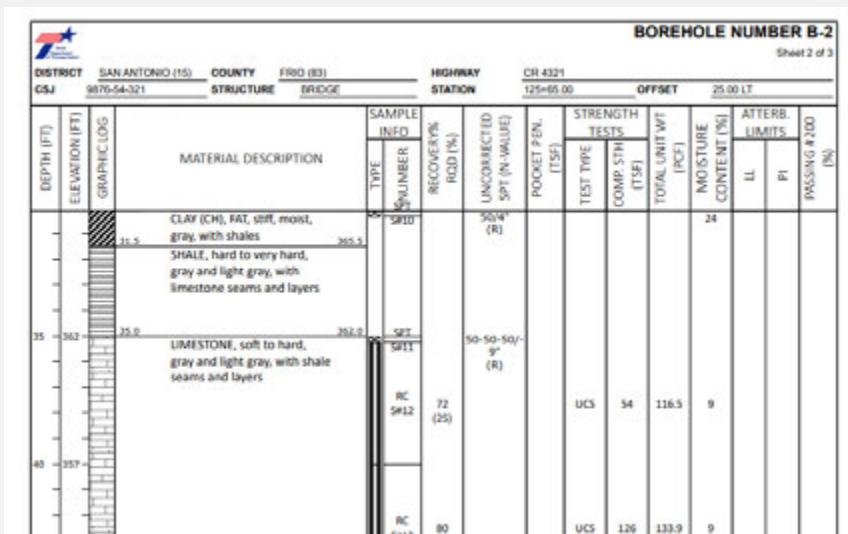 BOREHOLE NUMBER B-2
Sheet 2 of 3
DISTRICT SAN ANTONIO (15) COUNTY FRIO (83) HIGHWAY CR 4321
CSJ 9876-54-321 STRUCTURE BRIDGE STATION 125+65.00 OFFSET 25.00 LT
DEPTH (FT)
ELEVATION (FT)
GRAPHIC LOG
MATERIAL DESCRIPTION
SAMPLE
INFO
TYPE
NUMBER
RECOVERY%
RQD (%)
UNCORRECTED
SPT (N-VALUE)
POCKET PEN.
(TSF)
STRENGTH
TESTS
TEST TYPE
COMP. STH
(TSF)
TOTAL UNIT WT
(PCF)
MOISTURE
CONTENT (%)
ATTERB.
LIMITS
LL
PI
PASSING #200
(%)
CLAY (CH), FAT, stiff, moist,
gray, with shales
31.5 365.5
S#10
50/4"
(R)
24
SHALE, hard to very hard,
gray and light gray, with
limestone seams and layers
35 362 35.0 362.0
SPT
S#11
50-50-50/-
9"
(R)
LIMESTONE, soft to hard,
gray and light gray, with shale
seams and layers
RC
S#12
72
(25)
UCS 54 116.5 9
40 357
RC
80
UCS 126 133.9 9